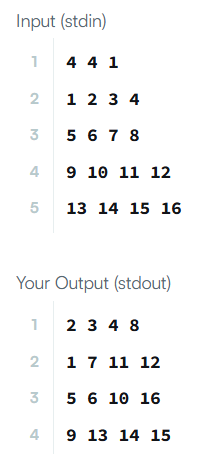 Input (stdin)
1 4 4 1
2 1 2 3 4
3 5 6 7 8
4 9 10 11 12
5 13 14 15 16
Your Output (stdout)
1 2 3 4 8
2 1 7 11 12
3 5 6 10 16
4 9 13 14 15